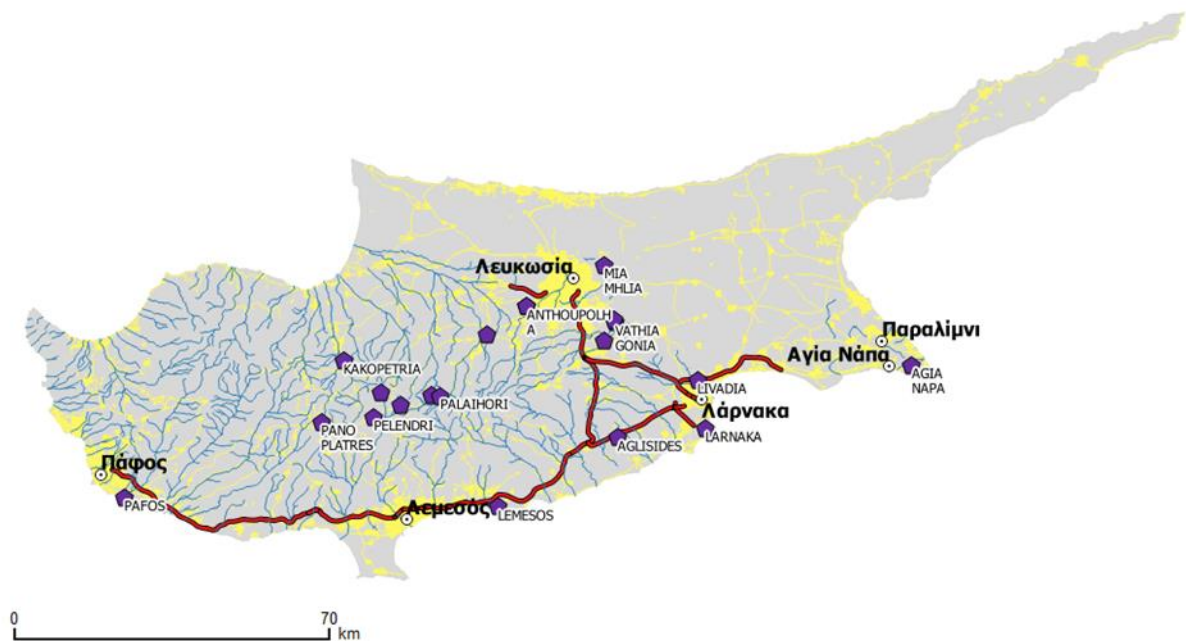 Λευκωσία
MIA
MHLIA
ANTHOUPOLH
A
VATHIA
GONIA
Παραλίμνι
Αγία Νάπα
AGIA
NAPA
KAKOPETRIA
LIVADIA
Λάρνακα
PALAIHORI
PELENDRI
PANO
PLATRES
LARNAKA
AGLISIDES
Πάφος
PAFOS
Λεμεσός
LEMESOS
0 70
km